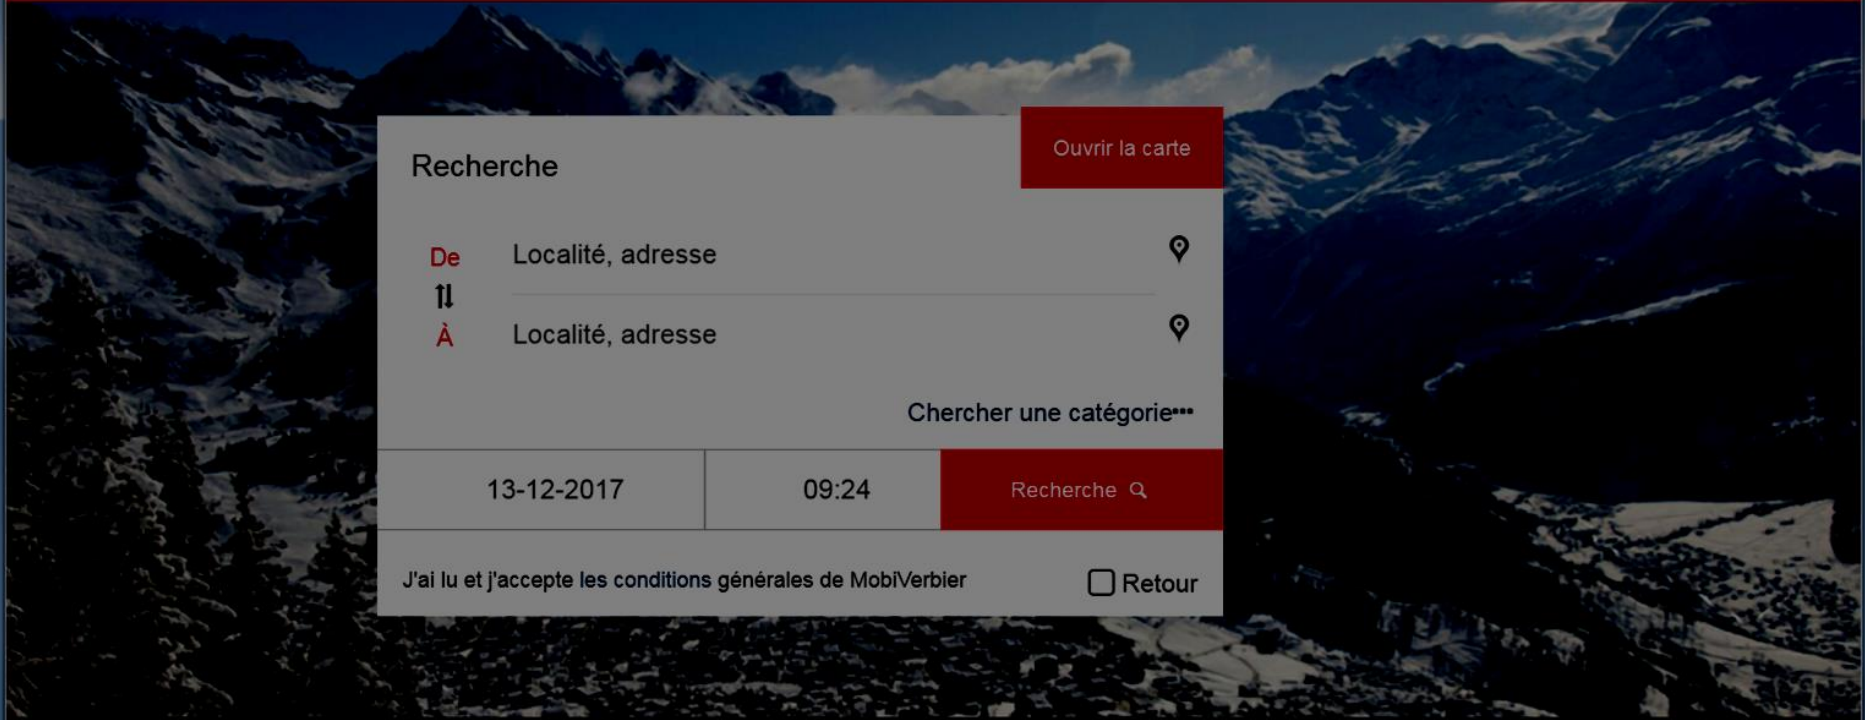 Ouvrir la carte
Recherche
De Localité, adresse
À Localité, adresse
Chercher une catégorie•••
13-12-2017 09:24 Recherche
J'ai lu et j'accepte les conditions générales de MobiVerbier Retour